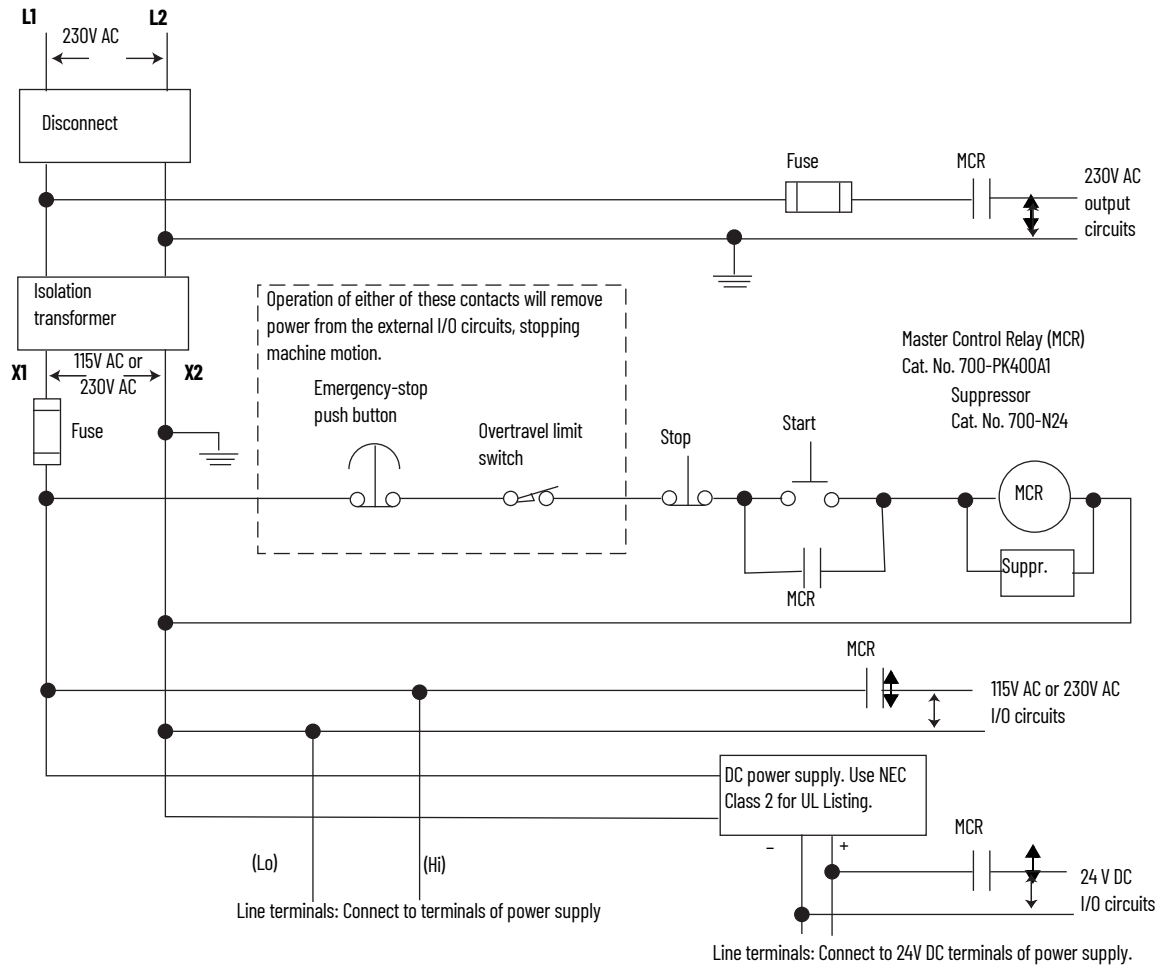 L1
L2
230V AC
Disconnect
Fuse
MCR
230V AC
output
circuits
Isolation
transformer
Operation of either of these contacts will remove
power from the external I/O circuits, stopping
machine motion.
X1
115V AC or
230V AC
X2
Fuse
Emergency-stop
push button
Overtravel limit
switch
Stop
Start
Master Control Relay (MCR)
Cat. No. 700-PK400A1
Suppressor
Cat. No. 700-N24
MCR
Suppr.
MCR
MCR
115V AC or 230V AC
I/O circuits
DC power supply. Use NEC
Class 2 for UL Listing.
–
+
MCR
24 V DC
I/O circuits
(Lo)
(Hi)
Line terminals: Connect to terminals of power supply
Line terminals: Connect to 24V DC terminals of power supply.